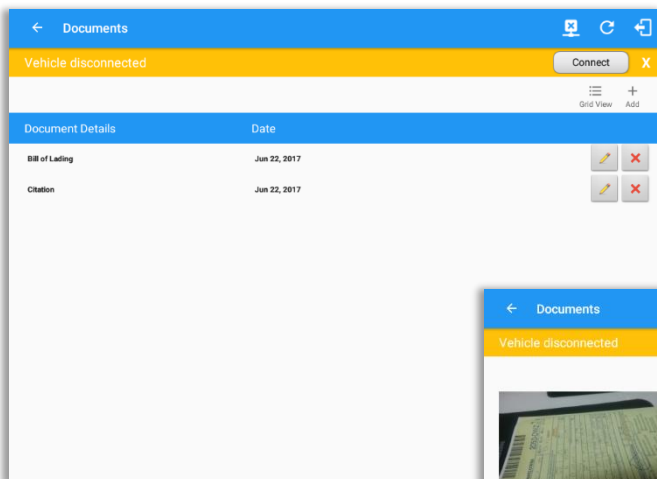 Documents
Vehicle disconnected
Connect
X
Grid View
Add
Document Details
Date
Bill of Lading
Jun 22, 2017
Citation
Jun 22, 2017
Documents
Vehicle disconnected